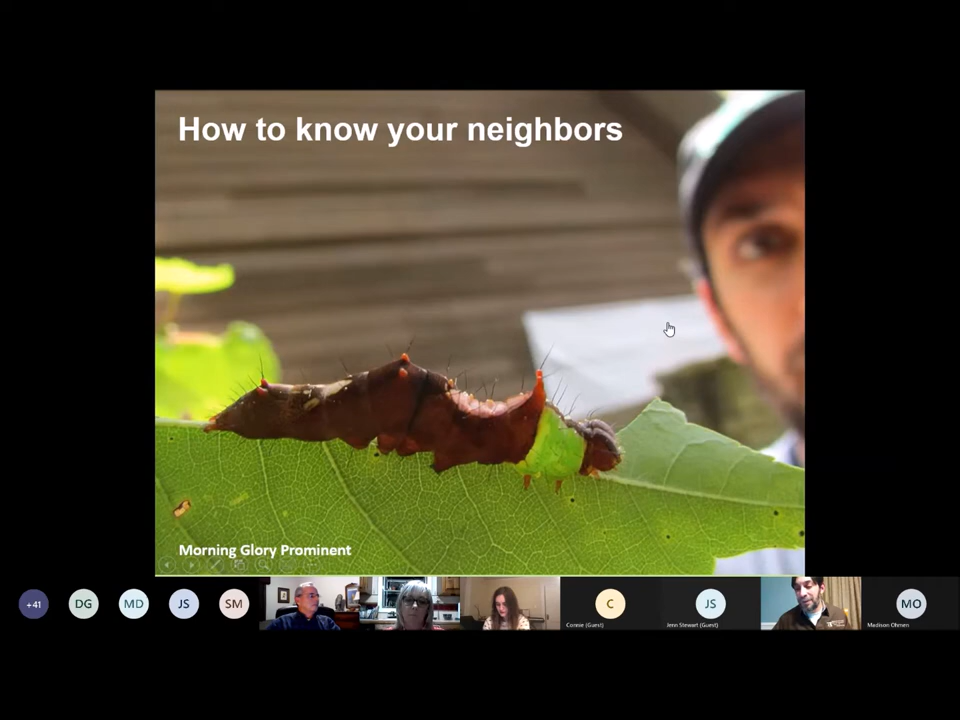 How to know your neighbors
Morning Glory Prominent
+41
DG
MD
JS
SM
C
JS
MO
Connie (Guest)
Jenn Stewart (Guest)
Madison Ohmen